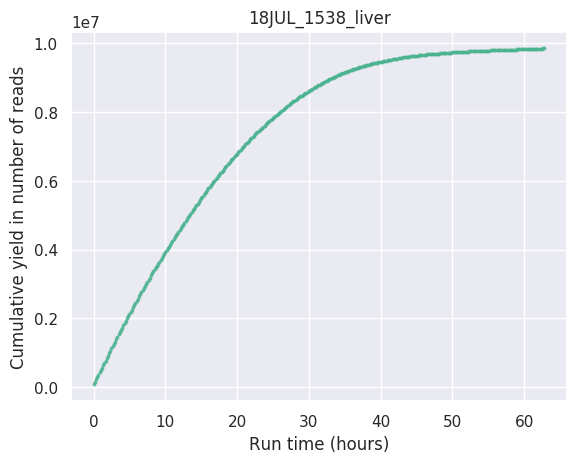 18JUL_1538_liver
1e7
1.0
0.8
0.6
0.4
0.2
0.0
Cumulative yield in number of reads
0 10 20 30 40 50 60
Run time (hours)